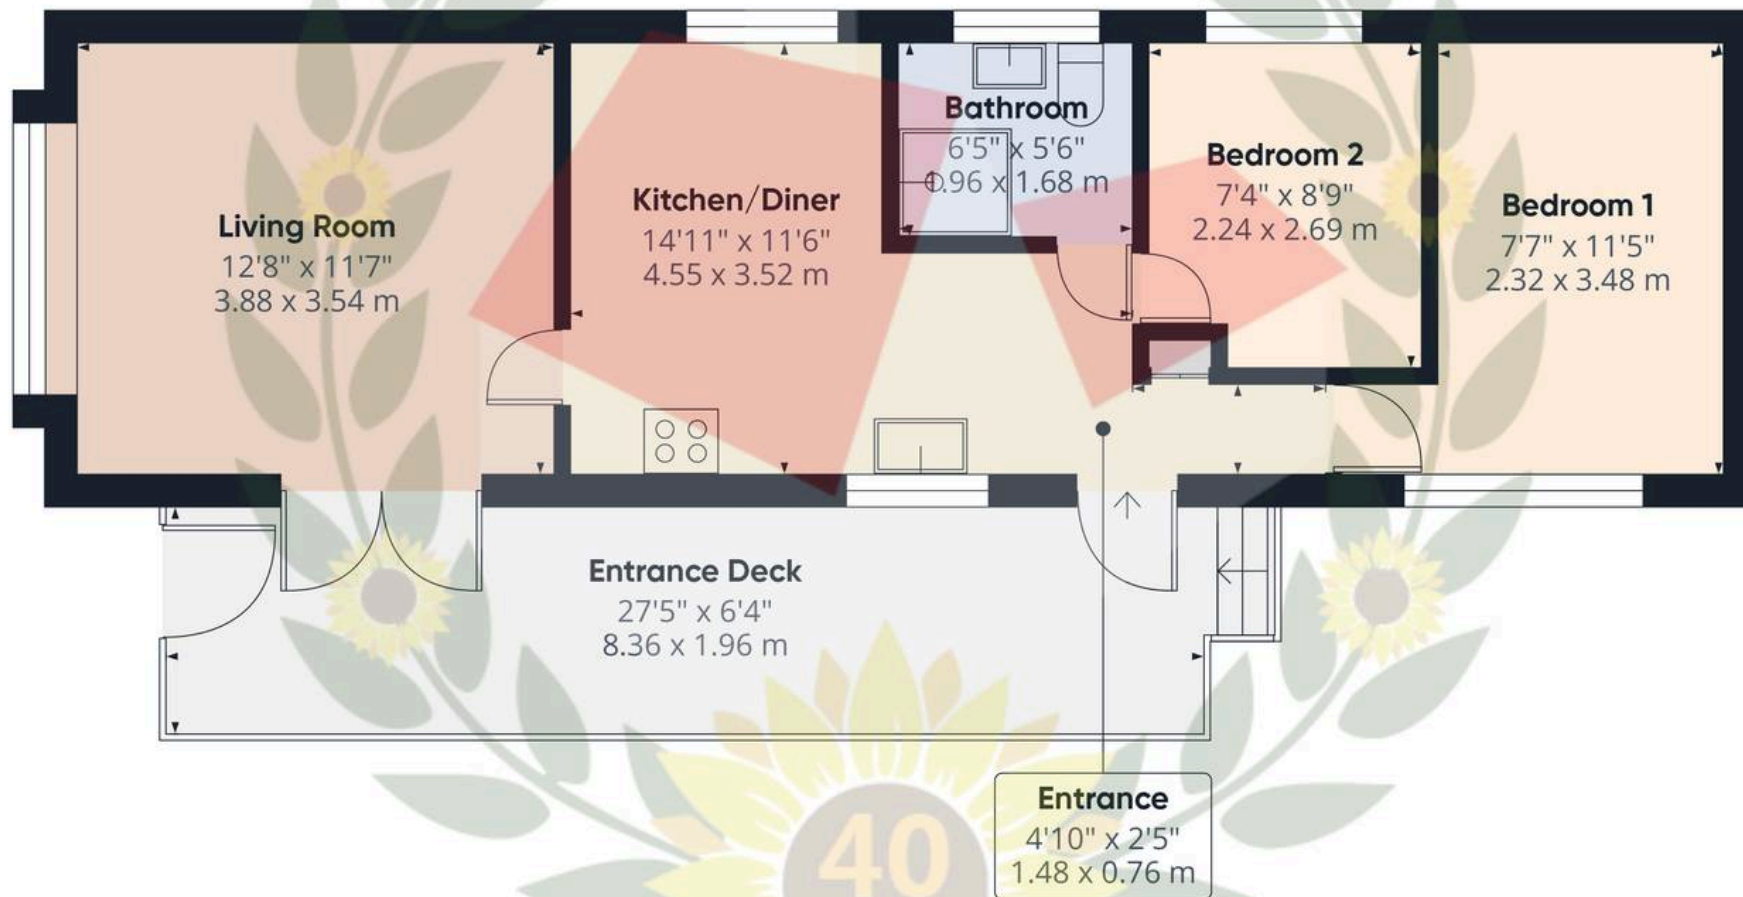 Living Room
12'8" x 11'7"
3.88 x 3.54 m
Kitchen/Diner
14'11" x 11'6"
4.55 x 3.52 m
Bathroom
6'5" x 5'6"
1.96 x 1.68 m
Bedroom 2
7'4" x 8'9"
2.24 x 2.69 m
Bedroom 1
7'7" x 11'5"
2.32 x 3.48 m
Entrance Deck
27'5" x 6'4"
8.36 x 1.96 m
Entrance
4'10" x 2'5"
1.48 x 0.76 m
40